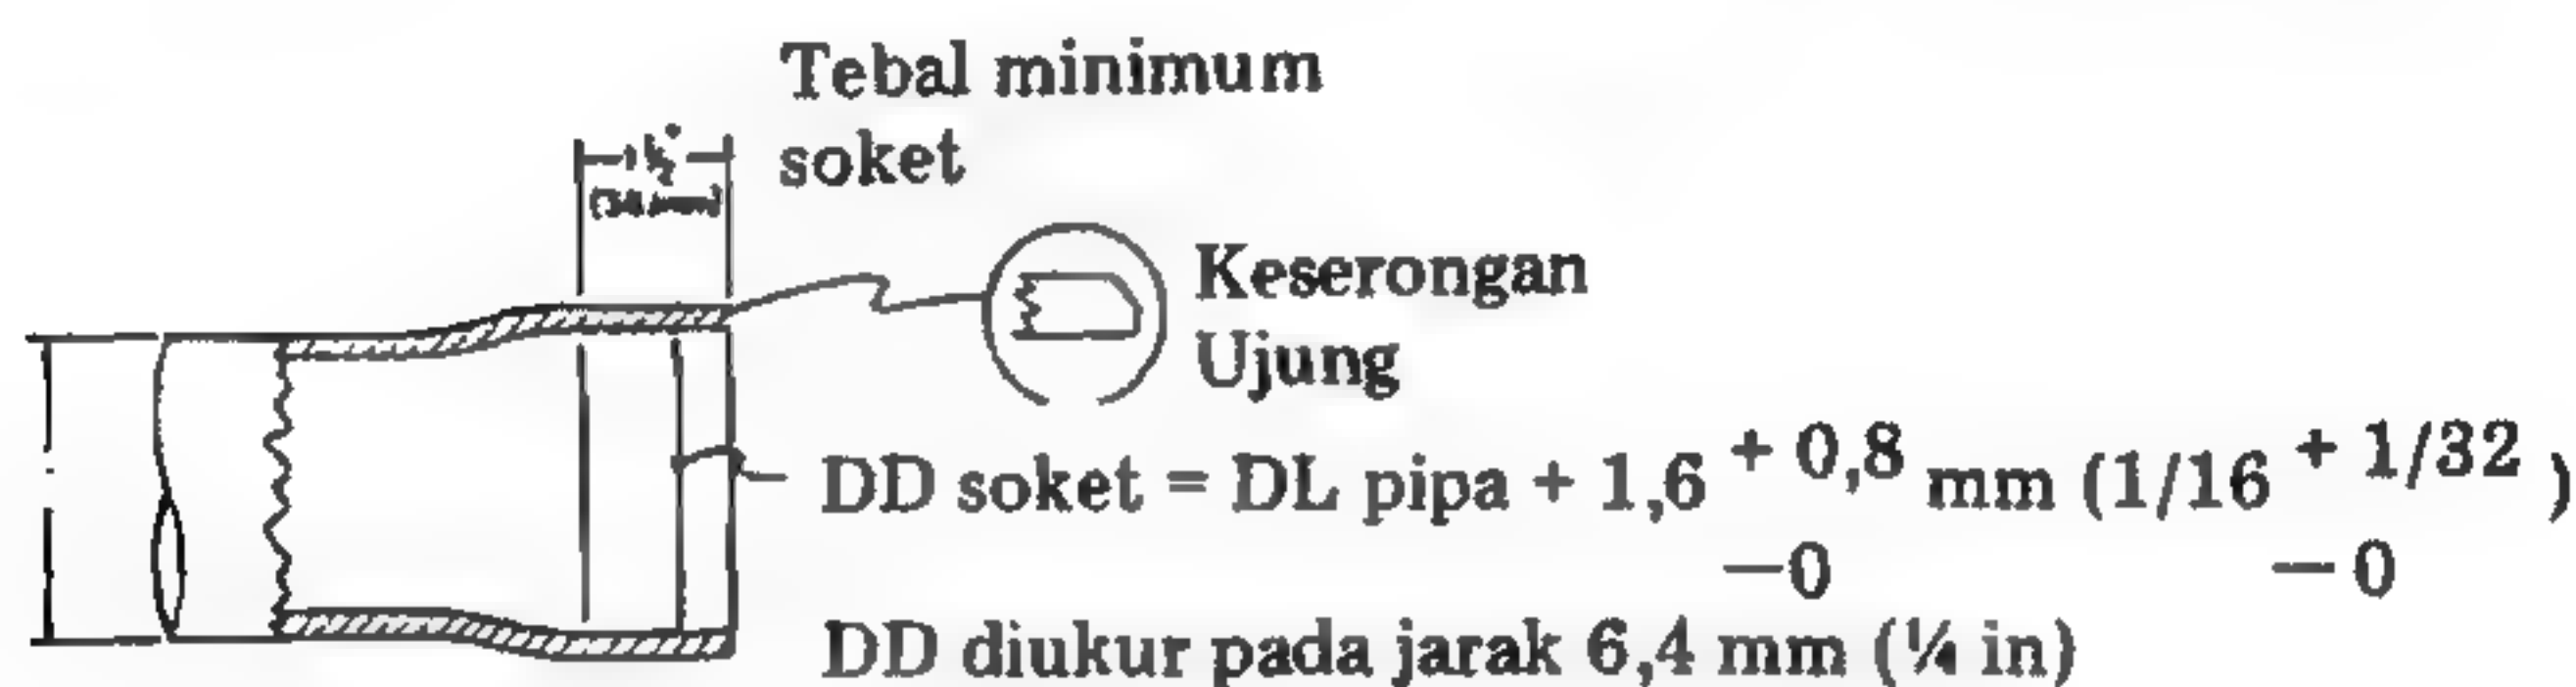 Tebal minimum
soket
Keserongan
Ujung
DD soket = DL pipa + 1,6 + 0,8 mm (1/16 + 1/32 )
—0 — 0
DD diukur pada jarak 6,4 mm (¼ in)